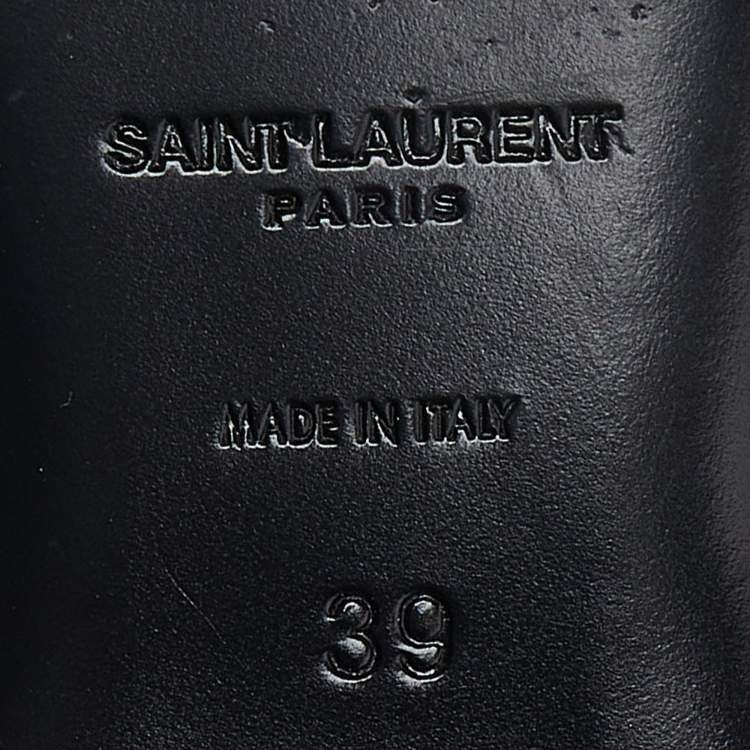 SAINT LAURENT
PARIS
MADE IN ITALY
39